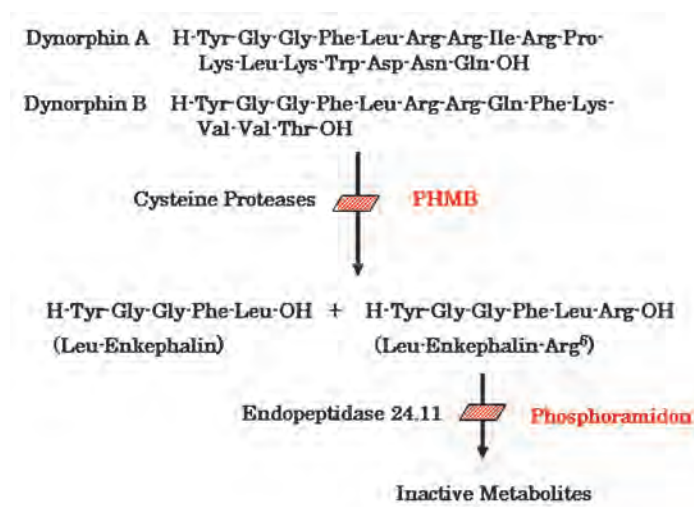 Dynorphin A H-Tyr-Gly-Gly-Phe-Leu-Arg-Arg-Ile-Arg-Pro-
Lys-Leu-Lys-Trp-Asp-Asn-Gln-OH
Dynorphin B H-Tyr-Gly-Gly-Phe-Leu-Arg-Arg-Gln-Phe-Lys-
Val-Val-Thr-OH
Cysteine Proteases PHMB
H-Tyr-Gly-Gly-Phe-Leu-OH + H-Tyr-Gly-Gly-Phe-Leu-Arg-OH
(Leu-Enkephalin) (Leu-Enkephalin-Arg⁶)
Endopeptidase 24.11 Phosphoramidon
Inactive Metabolites